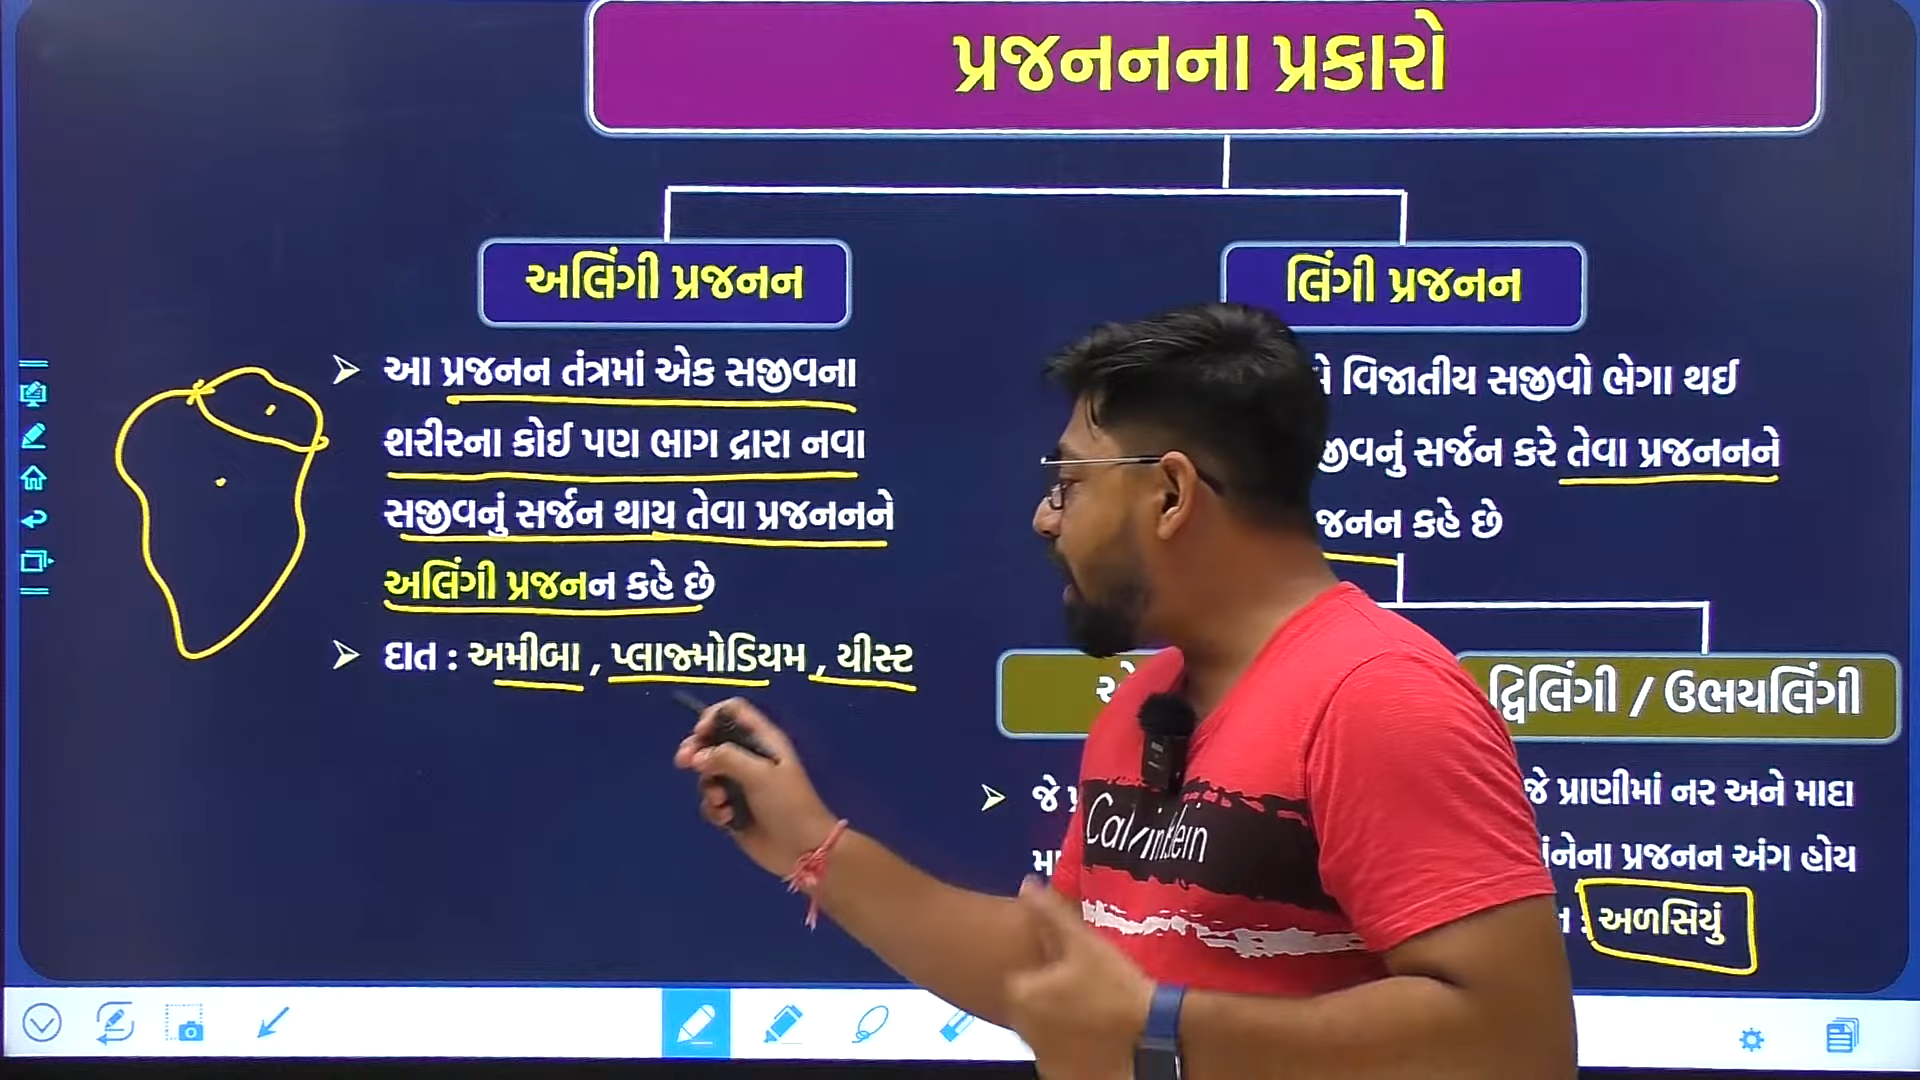 પ્રજનનના પ્રકારો
અલિંગી પ્રજનન
આ પ્રજનન તંત્રમાં એક સજીવના
શરીરના કોઈ પણ ભાગ દ્રારા નવા
સજીવનું સર્જન થાય તેવા પ્રજનનને
અલિંગી પ્રજનન કહે છે
દાત : અમીબા , પ્લાજ્મોડિયમ , યીસ્ટ
લિંગી પ્રજનન
વિજાતીય સજીવો ભેગા થઈ
સર્જન કરે તેવા પ્રજનનને
કહે છે
દ્વિલિંગી / ઉભયલિંગી
જે
જે પ્રાણીમાં નર અને માદા
પ્રજનન અંગ હોય
: અળસિયું
Calvin Klein